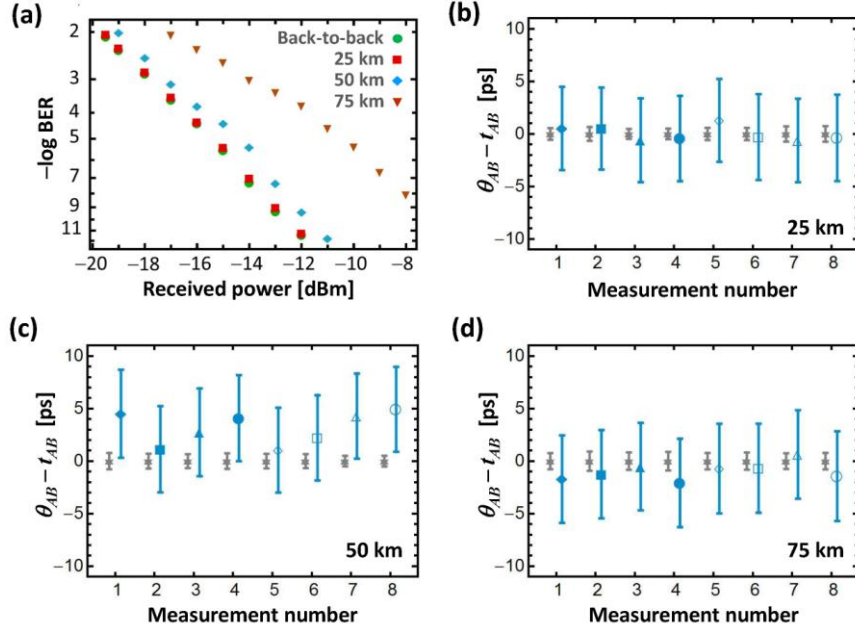 (a)
2
3
4
5
7
9
11
−log BER
Back-to-back
25 km
50 km
75 km
−20 −18 −16 −14 −12 −10 −8
Received power [dBm]
(b)
10
5
0
−5
−10
θAB − tAB [ps]
25 km
1 2 3 4 5 6 7 8
Measurement number
(c)
10
5
0
−5
−10
θAB − tAB [ps]
50 km
1 2 3 4 5 6 7 8
Measurement number
(d)
10
5
0
−5
−10
θAB − tAB [ps]
75 km
1 2 3 4 5 6 7 8
Measurement number